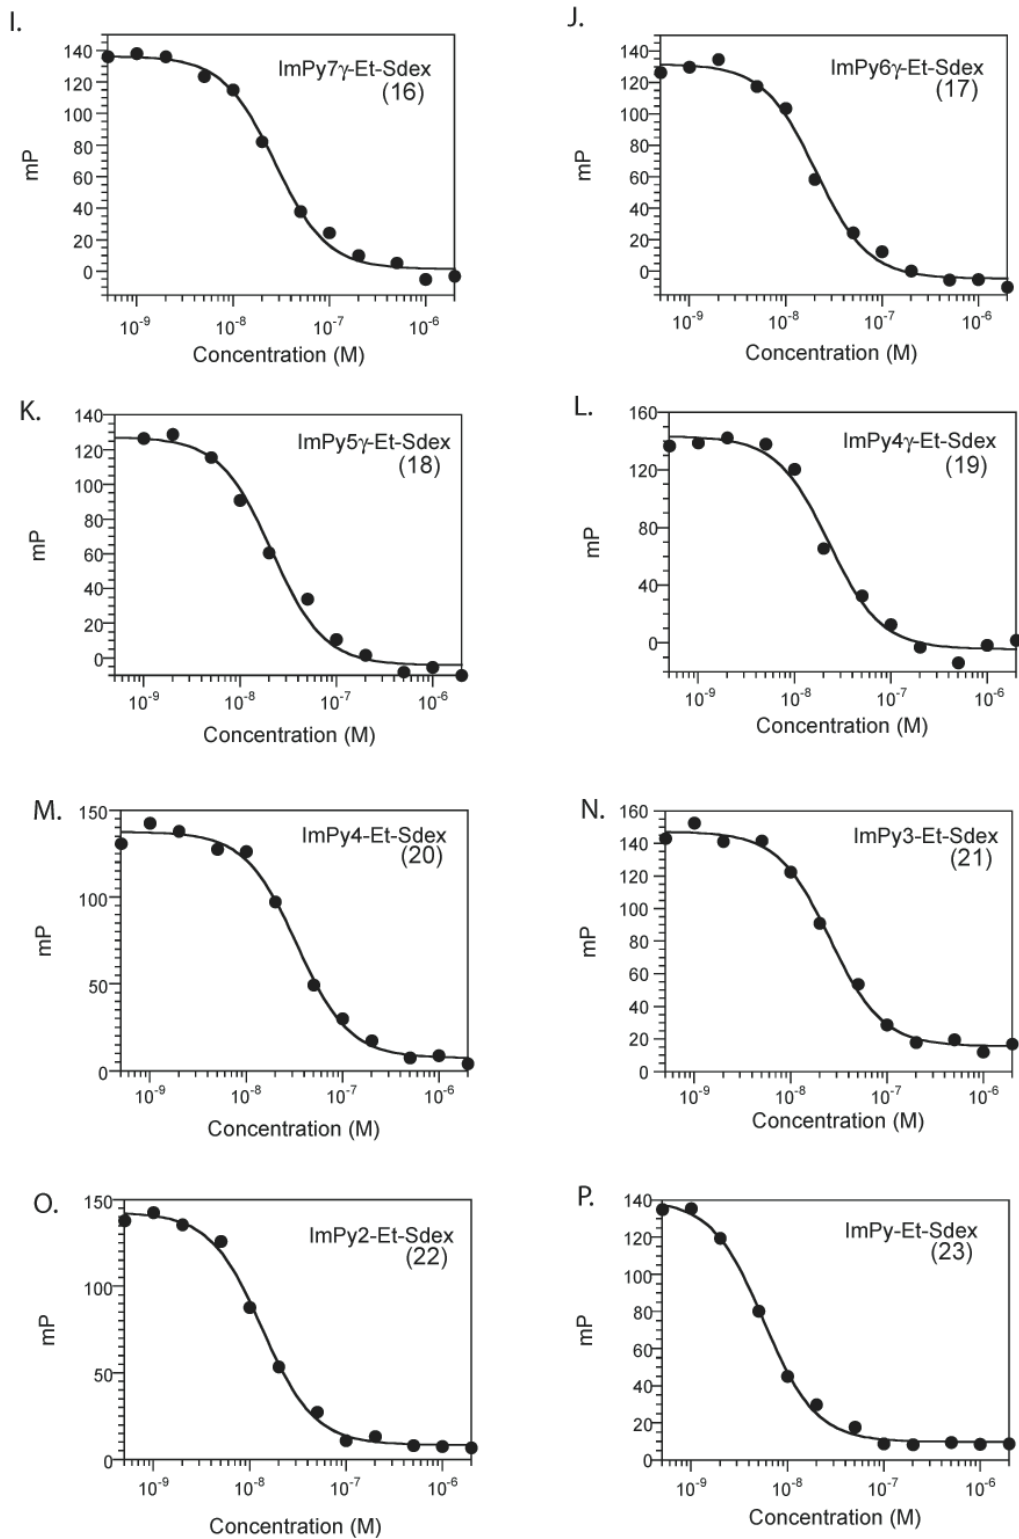 I.
ImPy7γ-Et-Sdex
(16)
140
120
100
80
60
40
20
0
mP
10-9
10-8
10-7
10-6
Concentration (M)
J.
ImPy6γ-Et-Sdex
(17)
140
120
100
80
60
40
20
0
mP
10-9
10-8
10-7
10-6
Concentration (M)
K.
ImPy5γ-Et-Sdex
(18)
140
120
100
80
60
40
20
0
mP
10-9
10-8
10-7
10-6
Concentration (M)
L.
ImPy4γ-Et-Sdex
(19)
160
120
80
40
0
mP
10-9
10-8
10-7
10-6
Concentration (M)
M.
ImPy4-Et-Sdex
(20)
150
100
50
0
mP
10-9
10-8
10-7
10-6
Concentration (M)
N.
ImPy3-Et-Sdex
(21)
160
140
120
100
80
60
40
20
0
mP
10-9
10-8
10-7
10-6
Concentration (M)
O.
ImPy2-Et-Sdex
(22)
150
100
50
0
mP
10-9
10-8
10-7
10-6
Concentration (M)
P.
ImPy-Et-Sdex
(23)
140
120
100
80
60
40
20
0
mP
10-9
10-8
10-7
10-6
Concentration (M)